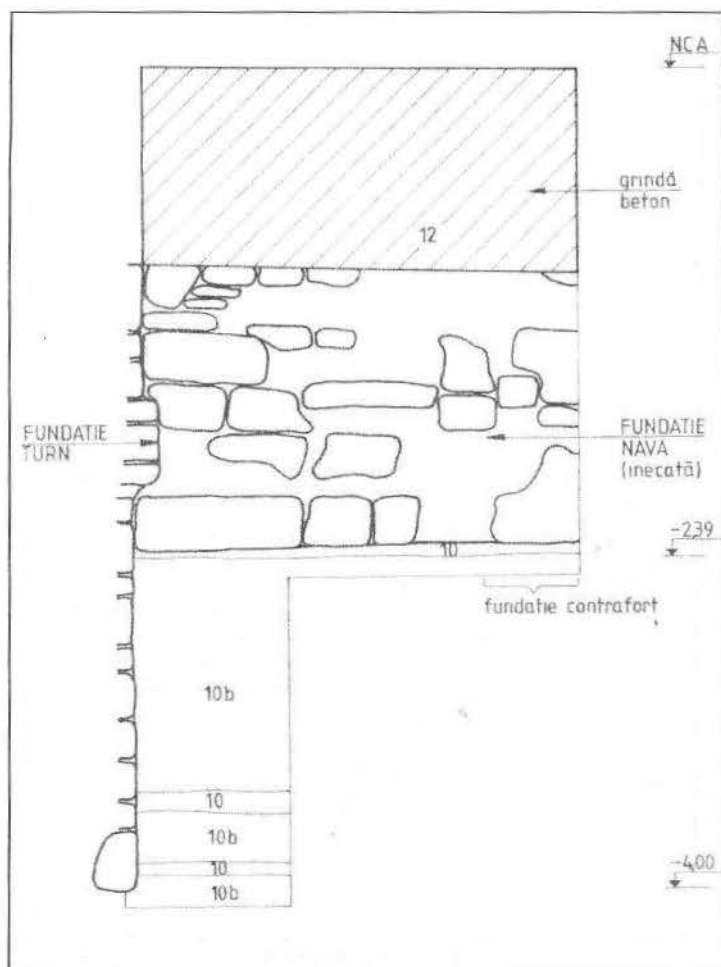 NCA
grindă
beton
12
FUNDATIE
TURN
FUNDATIE
NAVA
(inecată)
-2,39
10
fundatie contrafort
10b
10
10b
10
-4,00
10b